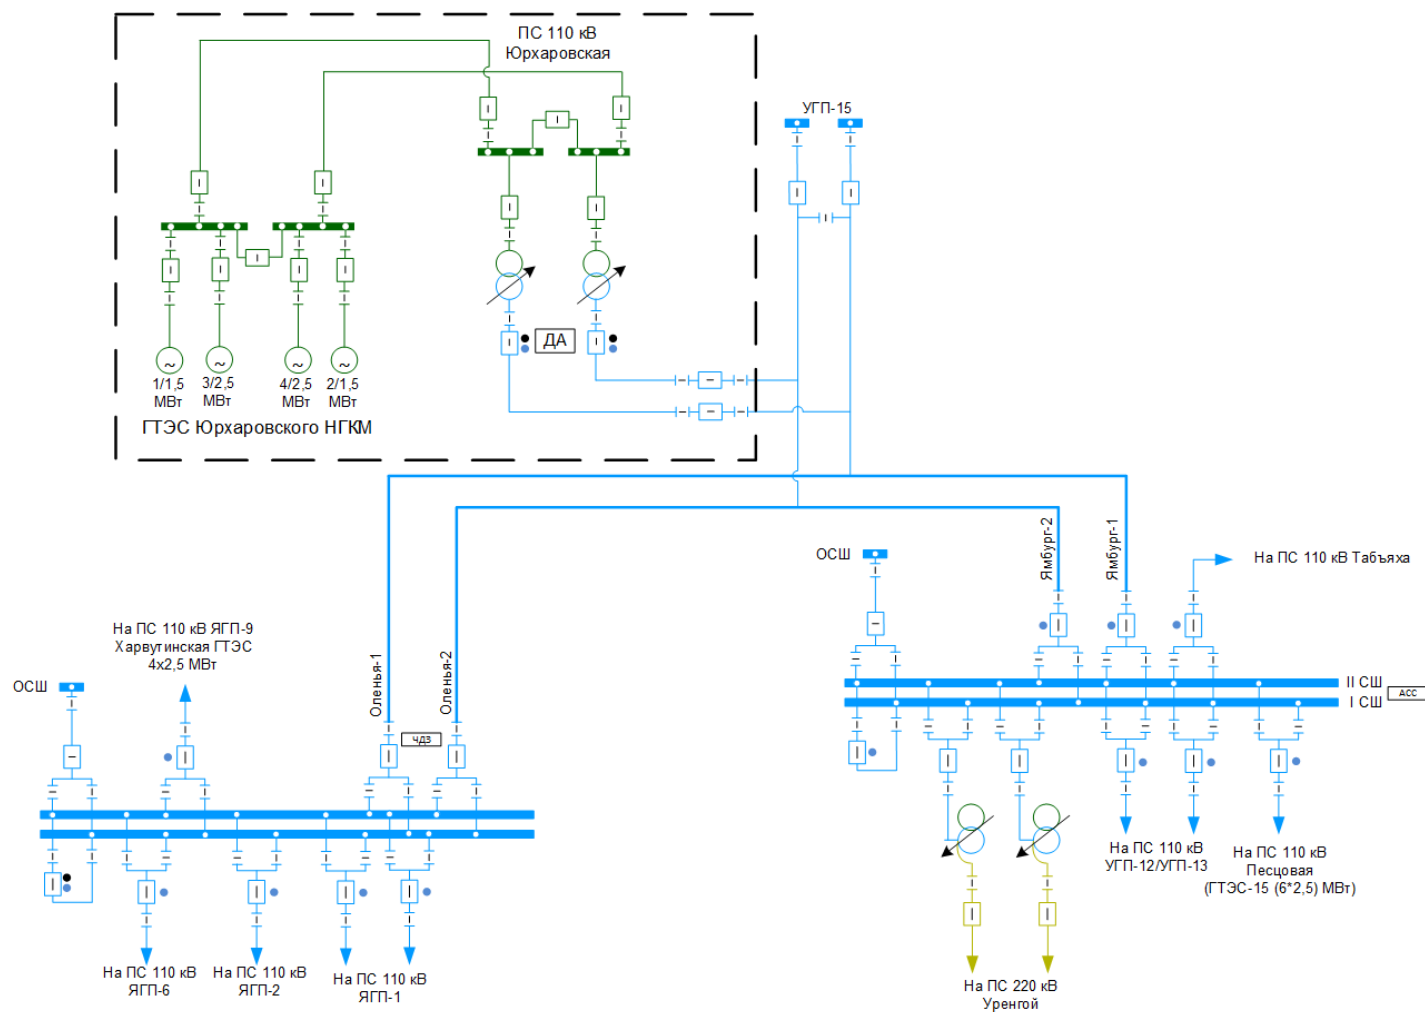 ПС 110 кВ
Юрхаровская
УГП-15
ДА
1/1,5
МВт
3/2,5
МВт
4/2,5
МВт
2/1,5
МВт
ГТЭС Юрхаровского НГКМ
Ямбург-2
Ямбург-1
ОСШ
На ПС 110 кВ Табъяха
На ПС 110 кВ ЯГП-9
Харвутинская ГТЭС
4х2,5 МВт
Оленья-1
Оленья-2
ОСШ
II СШ
I СШ
АСС
ЧДЗ
На ПС 110 кВ
УГП-12/УГП-13
На ПС 110 кВ
Песцовая
(ГТЭС-15 (6*2,5) МВт)
На ПС 110 кВ
ЯГП-6
На ПС 110 кВ
ЯГП-2
На ПС 110 кВ
ЯГП-1
На ПС 220 кВ
Уренгой